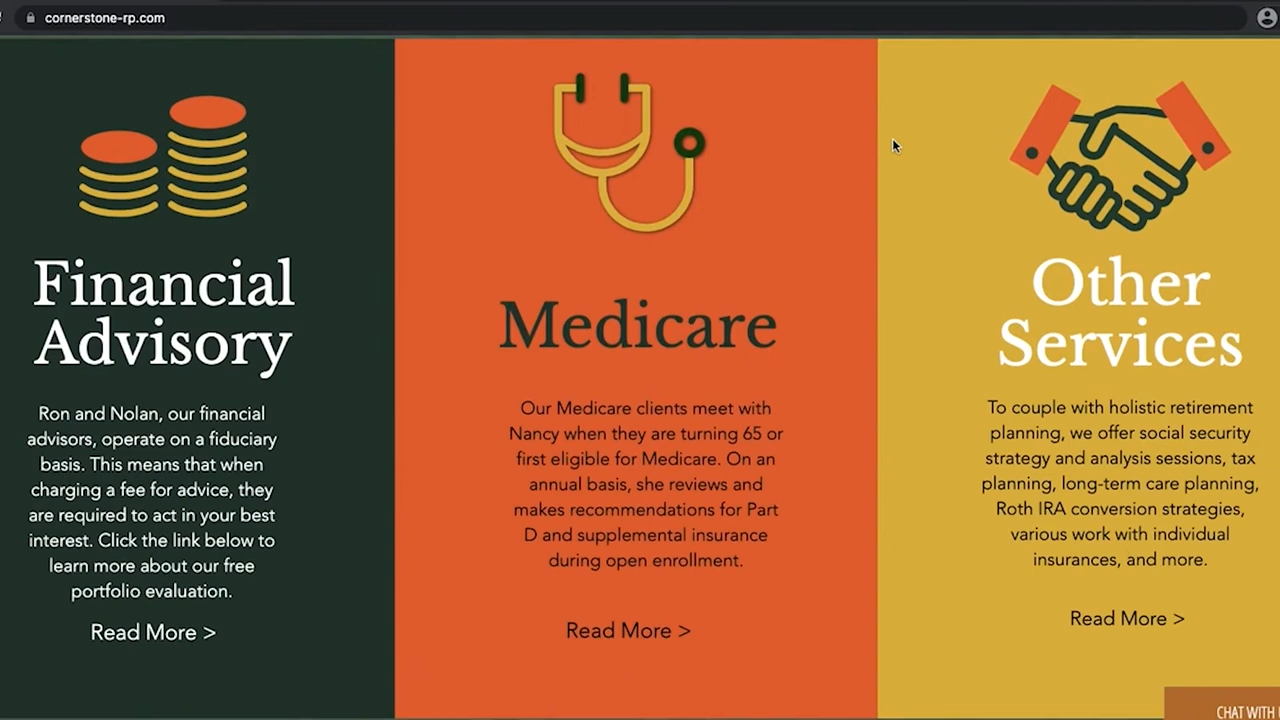 cornerstone-rp.com
Financial
Advisory
Ron and Nolan, our financial
advisors, operate on a fiduciary
basis. This means that when
charging a fee for advice, they
are required to act in your best
interest. Click the link below to
learn more about our free
portfolio evaluation.
Read More >
Medicare
Our Medicare clients meet with
Nancy when they are turning 65 or
first eligible for Medicare. On an
annual basis, she reviews and
makes recommendations for Part
D and supplemental insurance
during open enrollment.
Read More >
Other
Services
To couple with holistic retirement
planning, we offer social security
strategy and analysis sessions, tax
planning, long-term care planning,
Roth IRA conversion strategies,
various work with individual
insurances, and more.
Read More >
CHAT WITH